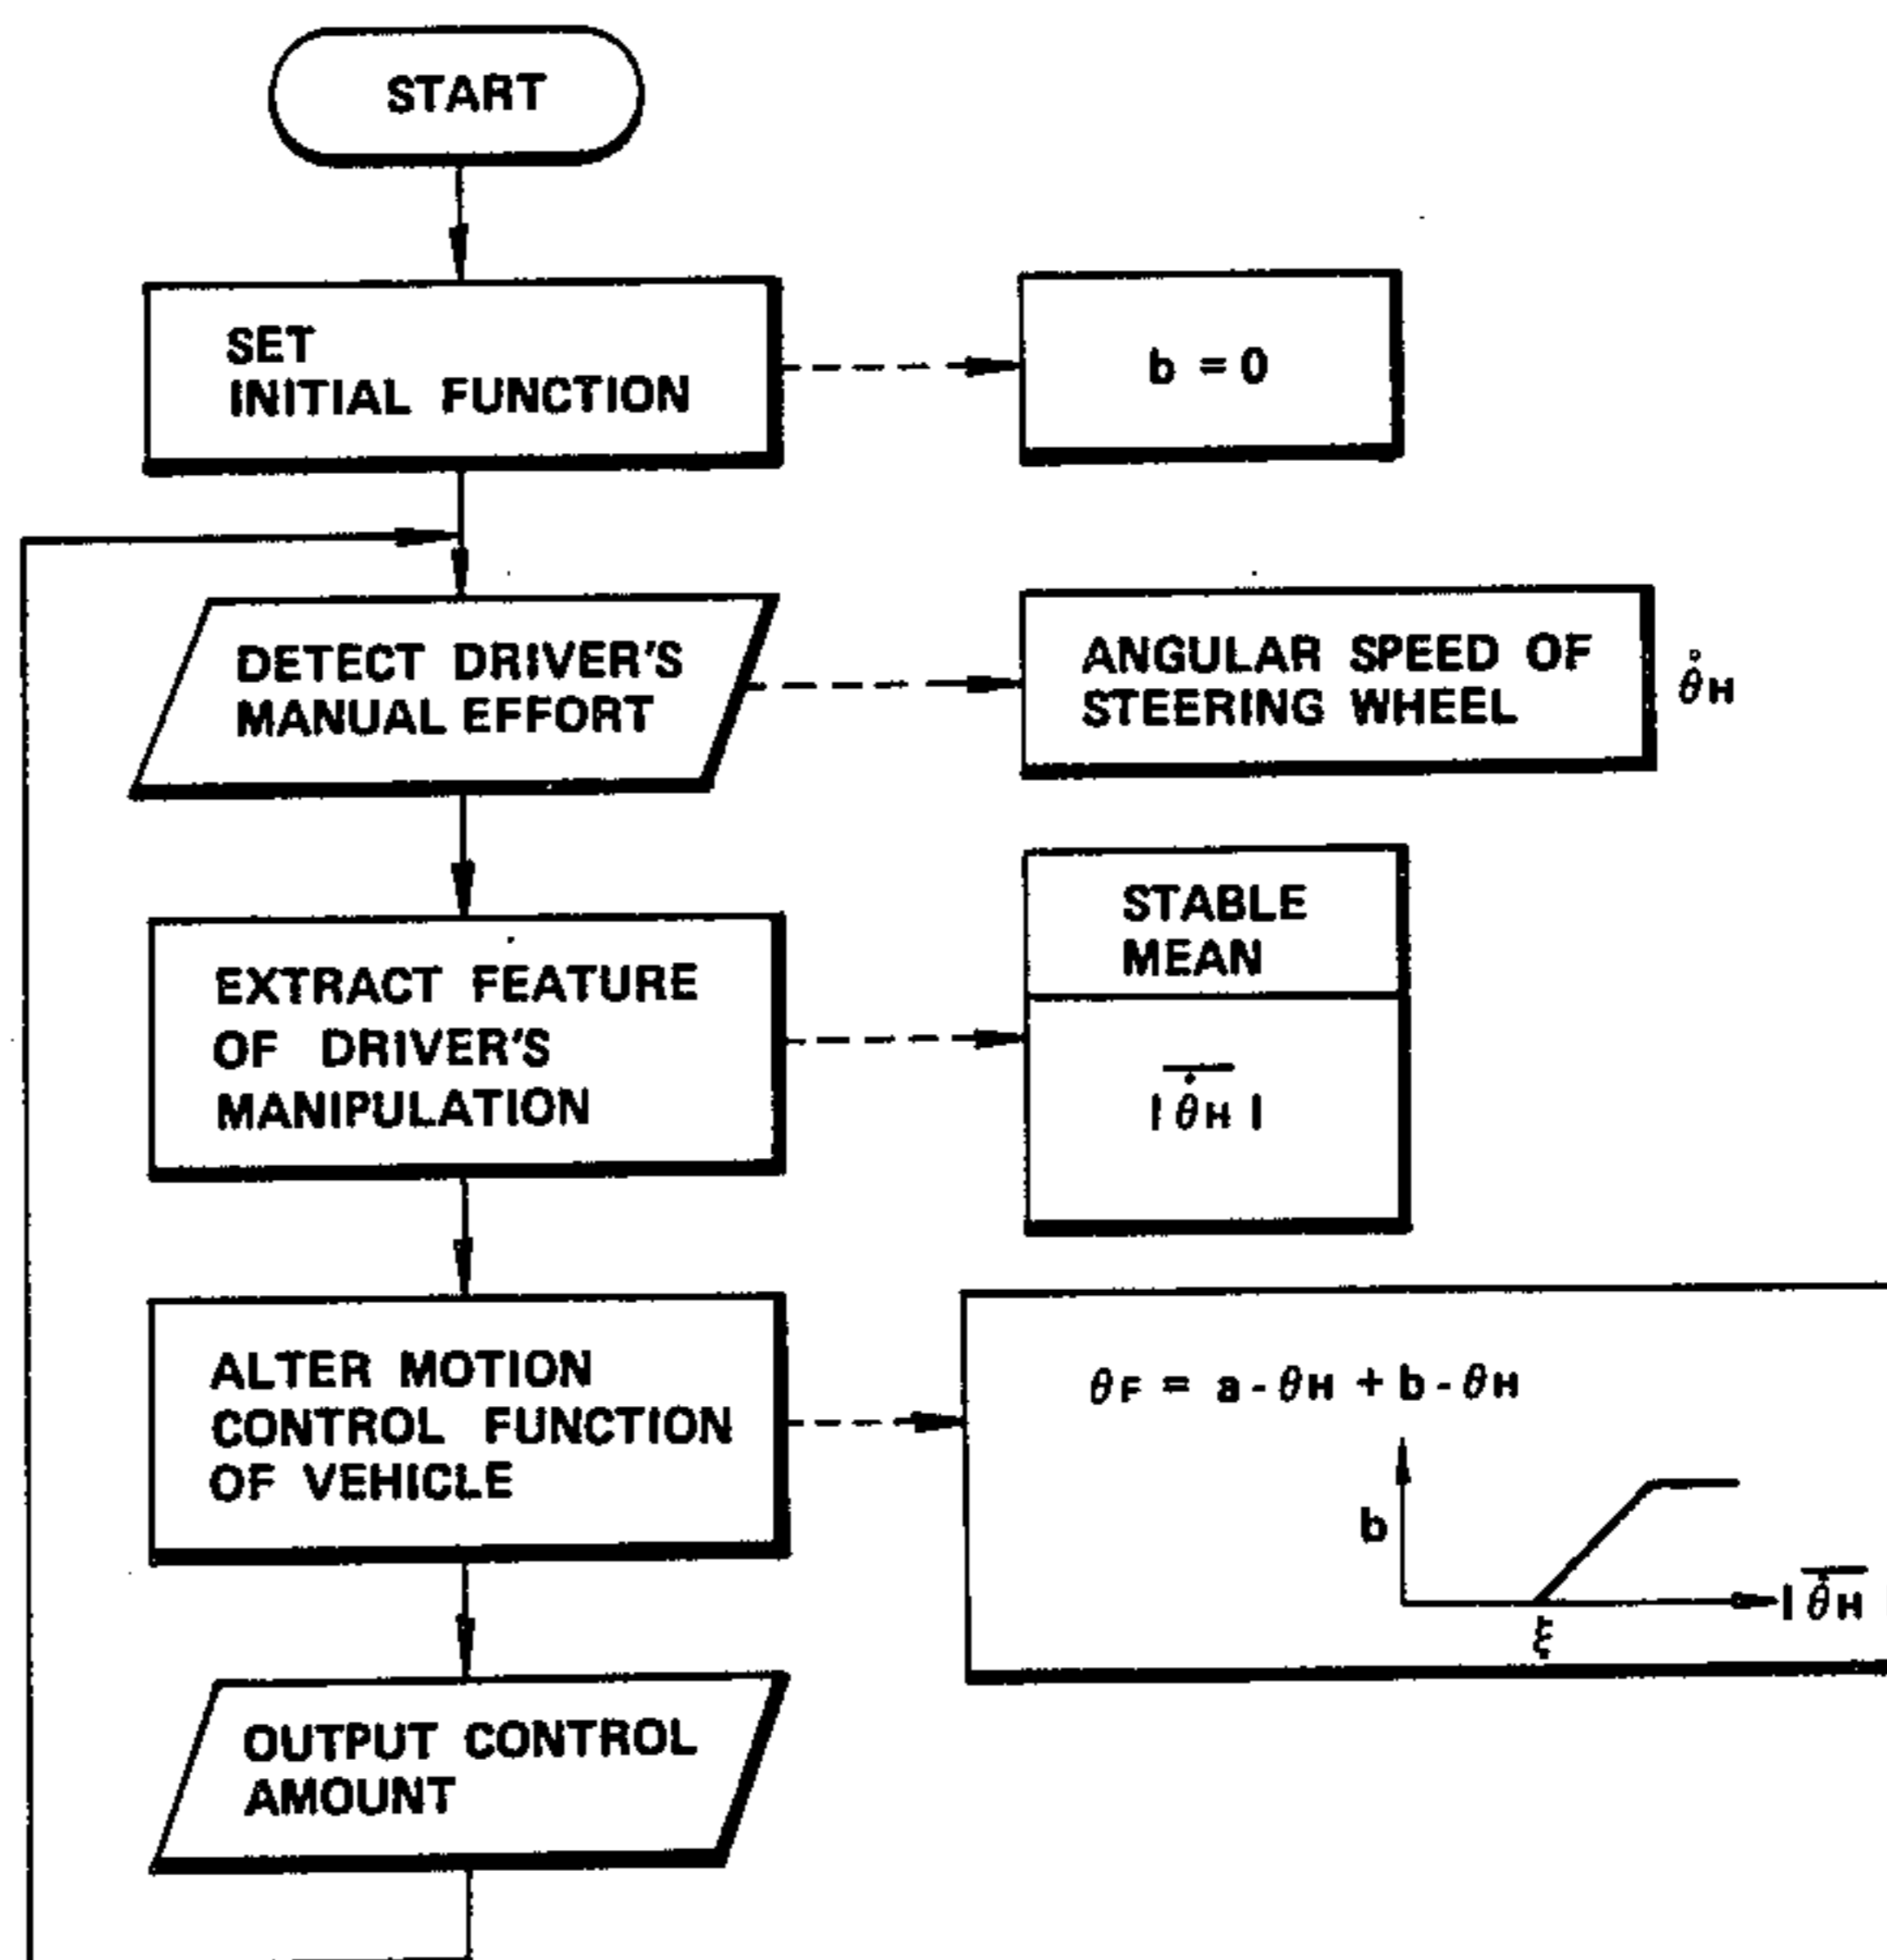 START
SET
INITIAL FUNCTION
b = 0
DETECT DRIVER'S
MANUAL EFFORT
ANGULAR SPEED OF
STEERING WHEEL
θ̇H
EXTRACT FEATURE
OF DRIVER'S
MANIPULATION
STABLE
MEAN
| θ̇H |
ALTER MOTION
CONTROL FUNCTION
OF VEHICLE
θF = a - θH + b - θH
b
| θ̇H |
ξ
OUTPUT CONTROL
AMOUNT